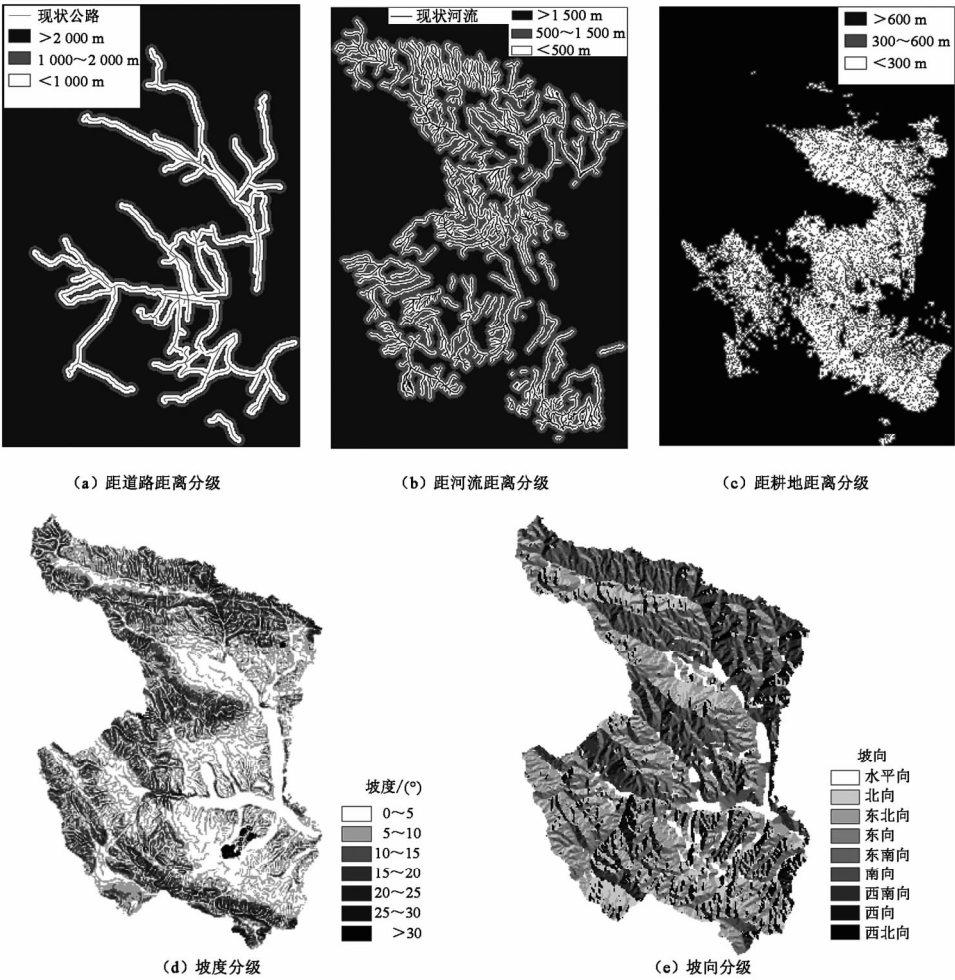 现状公路
>2 000 m
1 000～2 000 m
<1 000 m
现状河流
>1 500 m
500～1 500 m
<500 m
>600 m
300～600 m
<300 m
（a）距道路距离分级
（b）距河流距离分级
（c）距耕地距离分级
坡度/(°)
0～5
5～10
10～15
15～20
20～25
25～30
>30
坡向
水平向
北向
东北向
东向
东南向
南向
西南向
西向
西北向
（d）坡度分级
（e）坡向分级